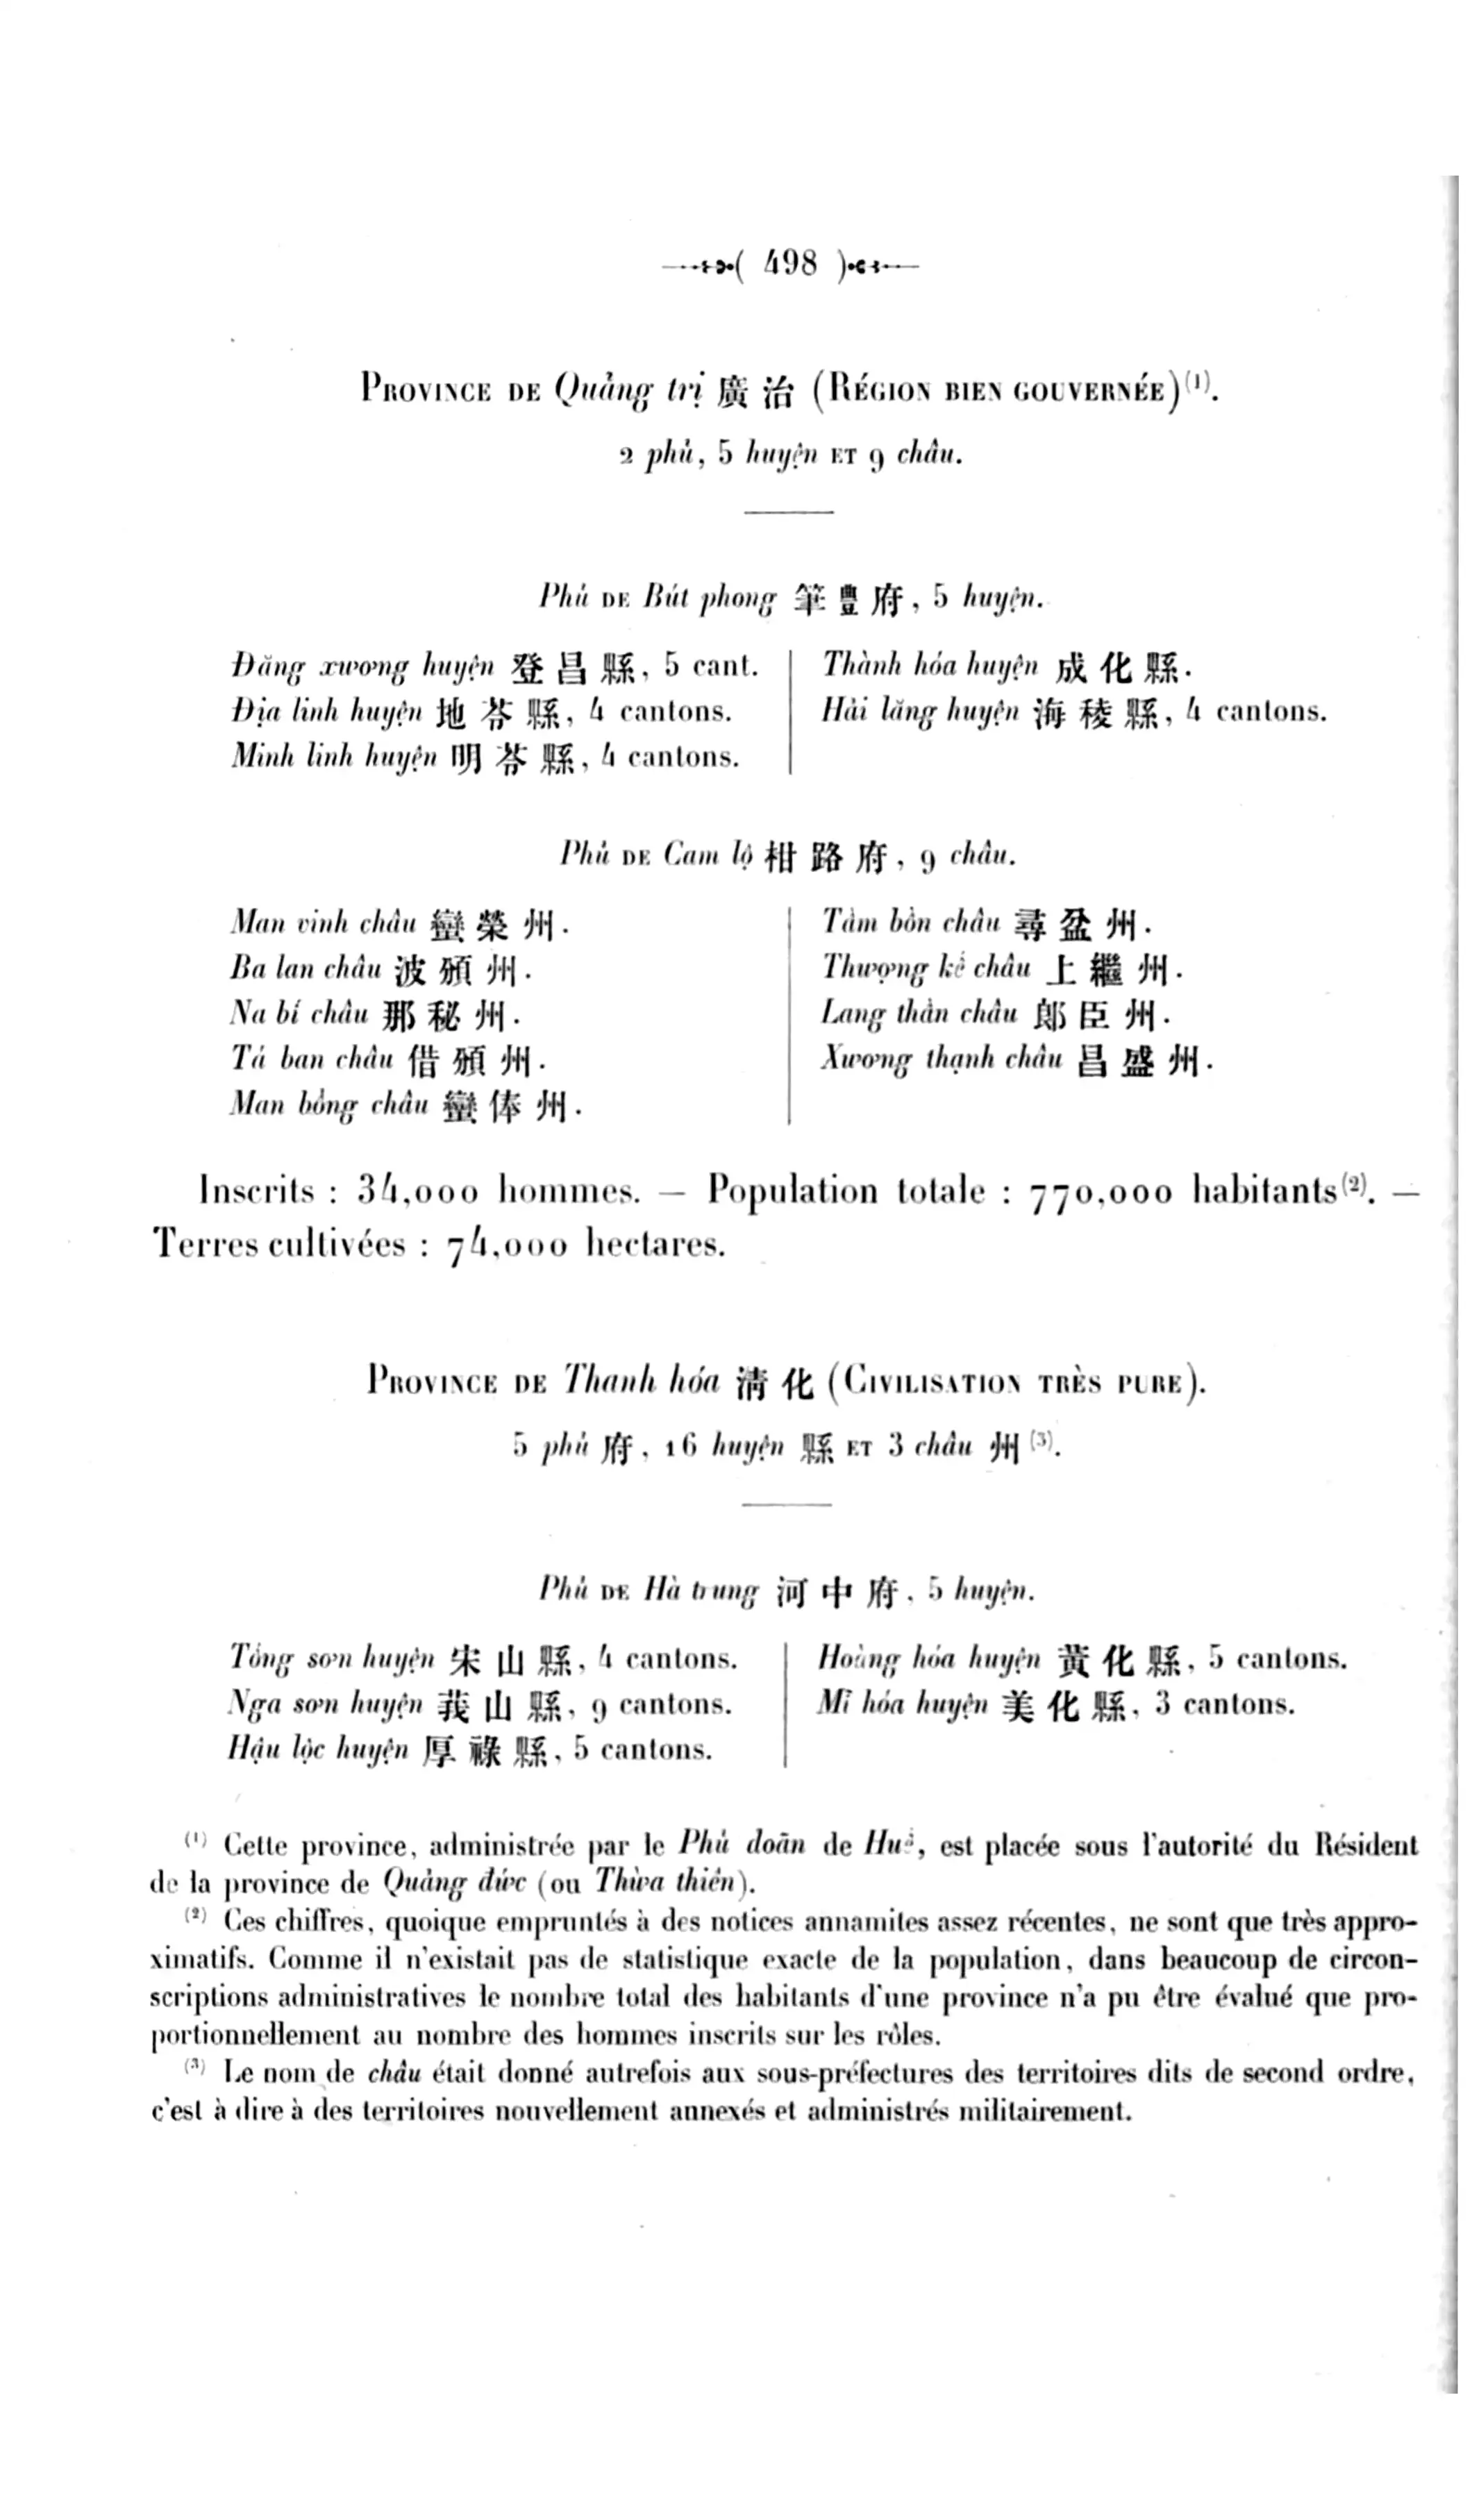 ( 498 )
PROVINCE DE Quảng trị 廣治 (RÉGION BIEN GOUVERNÉE)(1).
2 phủ, 5 huyện ET 9 châu.
Phủ DE Bút phong 筆豐府, 5 huyện.
Đăng xương huyện 登昌縣, 5 cant.
Địa linh huyện 地苓縣, 4 cantons.
Minh linh huyện 明苓縣, 4 cantons.
Thành hóa huyện 成化縣.
Hải lăng huyện 海稜縣, 4 cantons.
Phủ DE Cam lộ 柑路府, 9 châu.
Man vinh châu 蠻榮州.
Ba lan châu 波頖州.
Na bí châu 那秘州.
Tá ban châu 借頖州.
Man bổng châu 蠻俸州.
Tầm bồn châu 尋盆州.
Thượng kế châu 上繼州.
Lang thần châu 郎臣州.
Xương thạnh châu 昌盛州.
Inscrits : 34,000 hommes. — Population totale : 770,000 habitants(2). —
Terres cultivées : 74,000 hectares.
PROVINCE DE Thanh hóa 清化 (CIVILISATION TRÈS PURE).
5 phủ 府, 16 huyện 縣 ET 3 châu 州(3).
Phủ DE Hà trung 河中府, 5 huyện.
Tống sơn huyện 宋山縣, 4 cantons.
Nga sơn huyện 莪山縣, 9 cantons.
Hậu lộc huyện 厚祿縣, 5 cantons.
Hoằng hóa huyện 黃化縣, 5 cantons.
Mĩ hóa huyện 美化縣, 3 cantons.
(1) Cette province, administrée par le Phủ doãn de Huế, est placée sous l'autorité du Résident
de la province de Quảng đức (ou Thừa thiên).
(2) Ces chiffres, quoique empruntés à des notices annamites assez récentes, ne sont que très appro-
ximatifs. Comme il n'existait pas de statistique exacte de la population, dans beaucoup de circon-
scriptions administratives le nombre total des habitants d'une province n'a pu être évalué que pro-
portionnellement au nombre des hommes inscrits sur les rôles.
(3) Le nom de châu était donné autrefois aux sous-préfectures des territoires dits de second ordre,
c'est à dire à des territoires nouvellement annexés et administrés militairement.